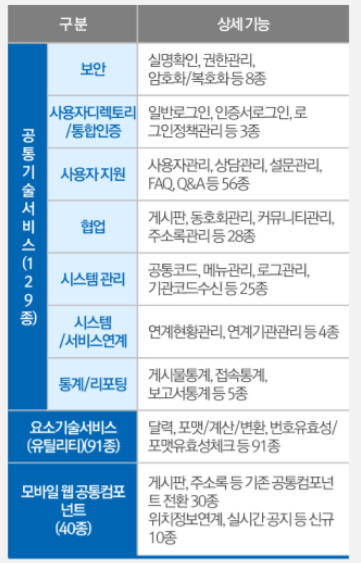 구분
상세 기능
공통기술서비스(129종)
보안
실명확인, 권한관리,
암호화/복호화 등 8종
사용자디렉토리
/통합인증
일반로그인, 인증서로그인, 로
그인정책관리 등 3종
사용자 지원
사용자관리, 상담관리, 설문관리,
FAQ, Q&A 등 56종
협업
게시판, 동호회관리, 커뮤니티관리,
주소록관리 등 28종
시스템 관리
공통코드, 메뉴관리, 로그관리,
기관코드수신 등 25종
시스템
/서비스연계
연계현황관리, 연계기관관리 등 4종
통계/리포팅
게시물통계, 접속통계,
보고서통계 등 5종
요소기술서비스
(유틸리티)(91종)
달력, 포맷/계산/변환, 번호유효성/
포맷유효성체크 등 91종
모바일 웹 공통컴포
넌트
(40종)
게시판, 주소록 등 기존 공통컴포넌
트 전환 30종
위치정보연계, 실시간 공지 등 신규
10종